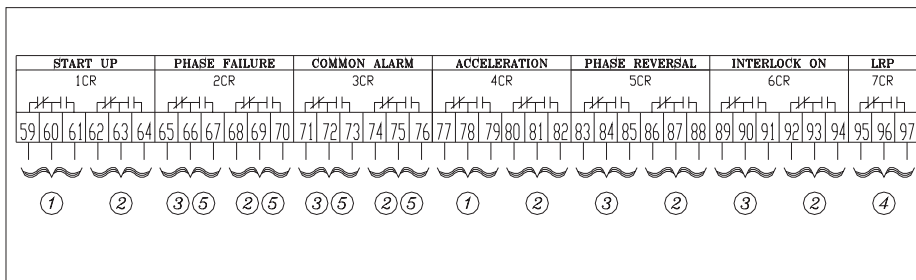 START UP PHASE FAILURE COMMON ALARM ACCELERATION PHASE REVERSAL INTERLOCK ON LRP
1CR 2CR 3CR 4CR 5CR 6CR 7CR
59 60 61 62 63 64 65 66 67 68 69 70 71 72 73 74 75 76 77 78 79 80 81 82 83 84 85 86 87 88 89 90 91 92 93 94 95 96 97
1 2 3 5 2 5 3 5 2 5 1 2 3 2 3 2 4